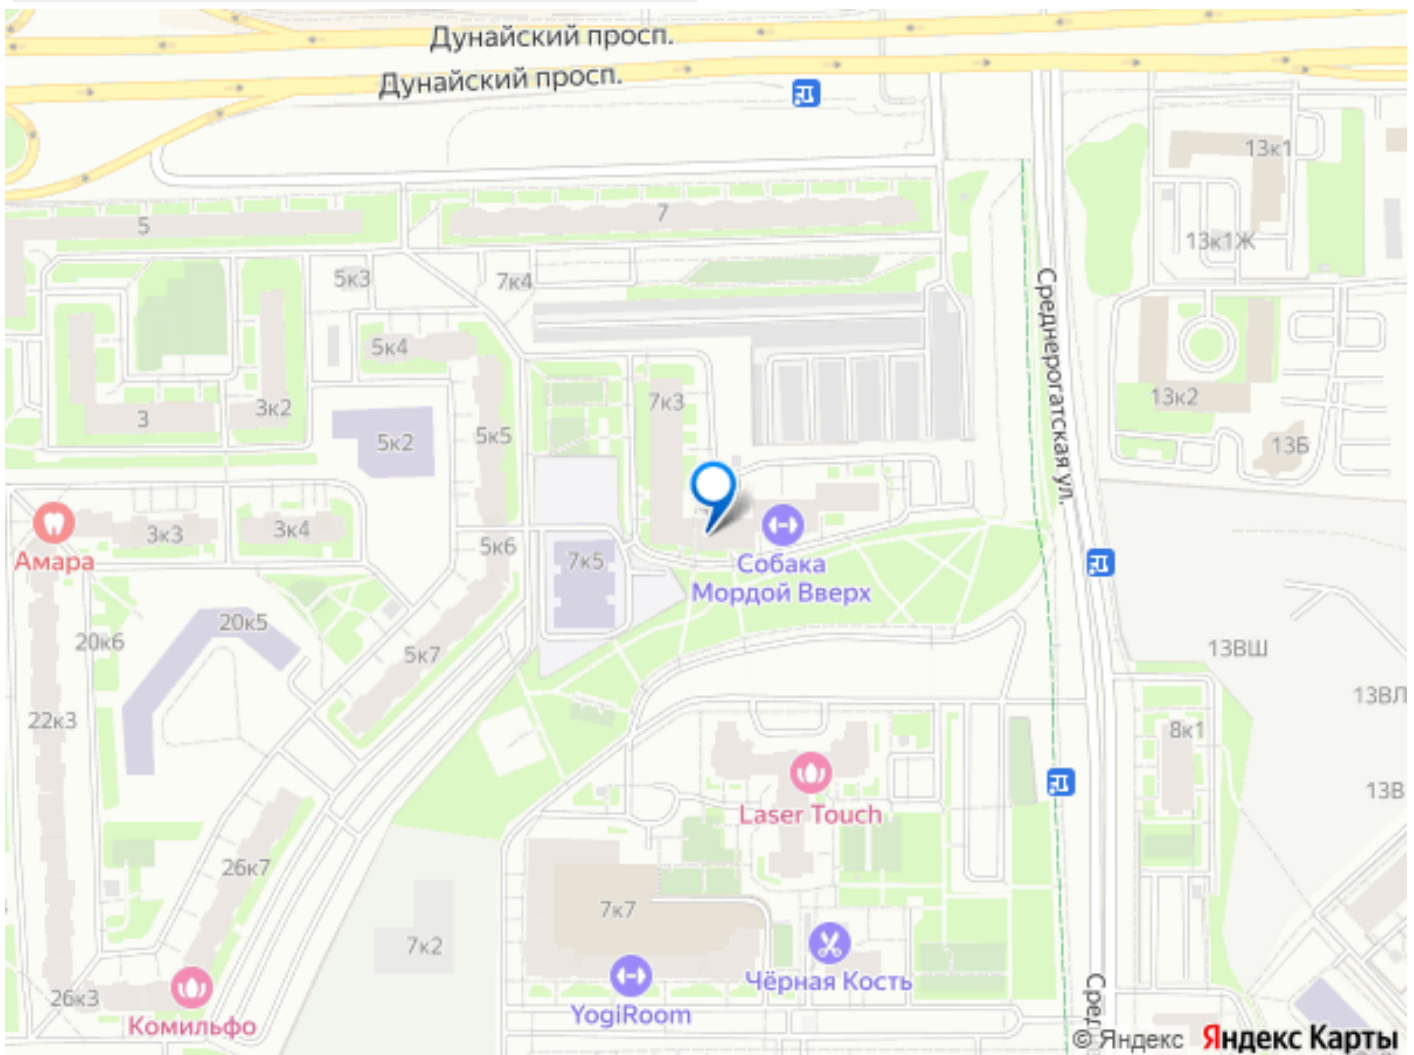 Дунайский просп.
Дунайский просп.
13к1
5
7
13к1Ж
5к3
7к4
Среднерогатская ул.
5к4
3
3к2
7к3
13к2
5к2
5к5
13Б
3к3
3к4
5к6
7к5
Амара
Собака
Мордой Вверх
20к6
20к5
5к7
13ВШ
13ВЛ
22к3
8к1
13В
Laser Touch
26к7
7к7
7к2
26к3
Чёрная Кость
YogiRoom
Комильфо
Сред
© Яндекс Яндекс Карты